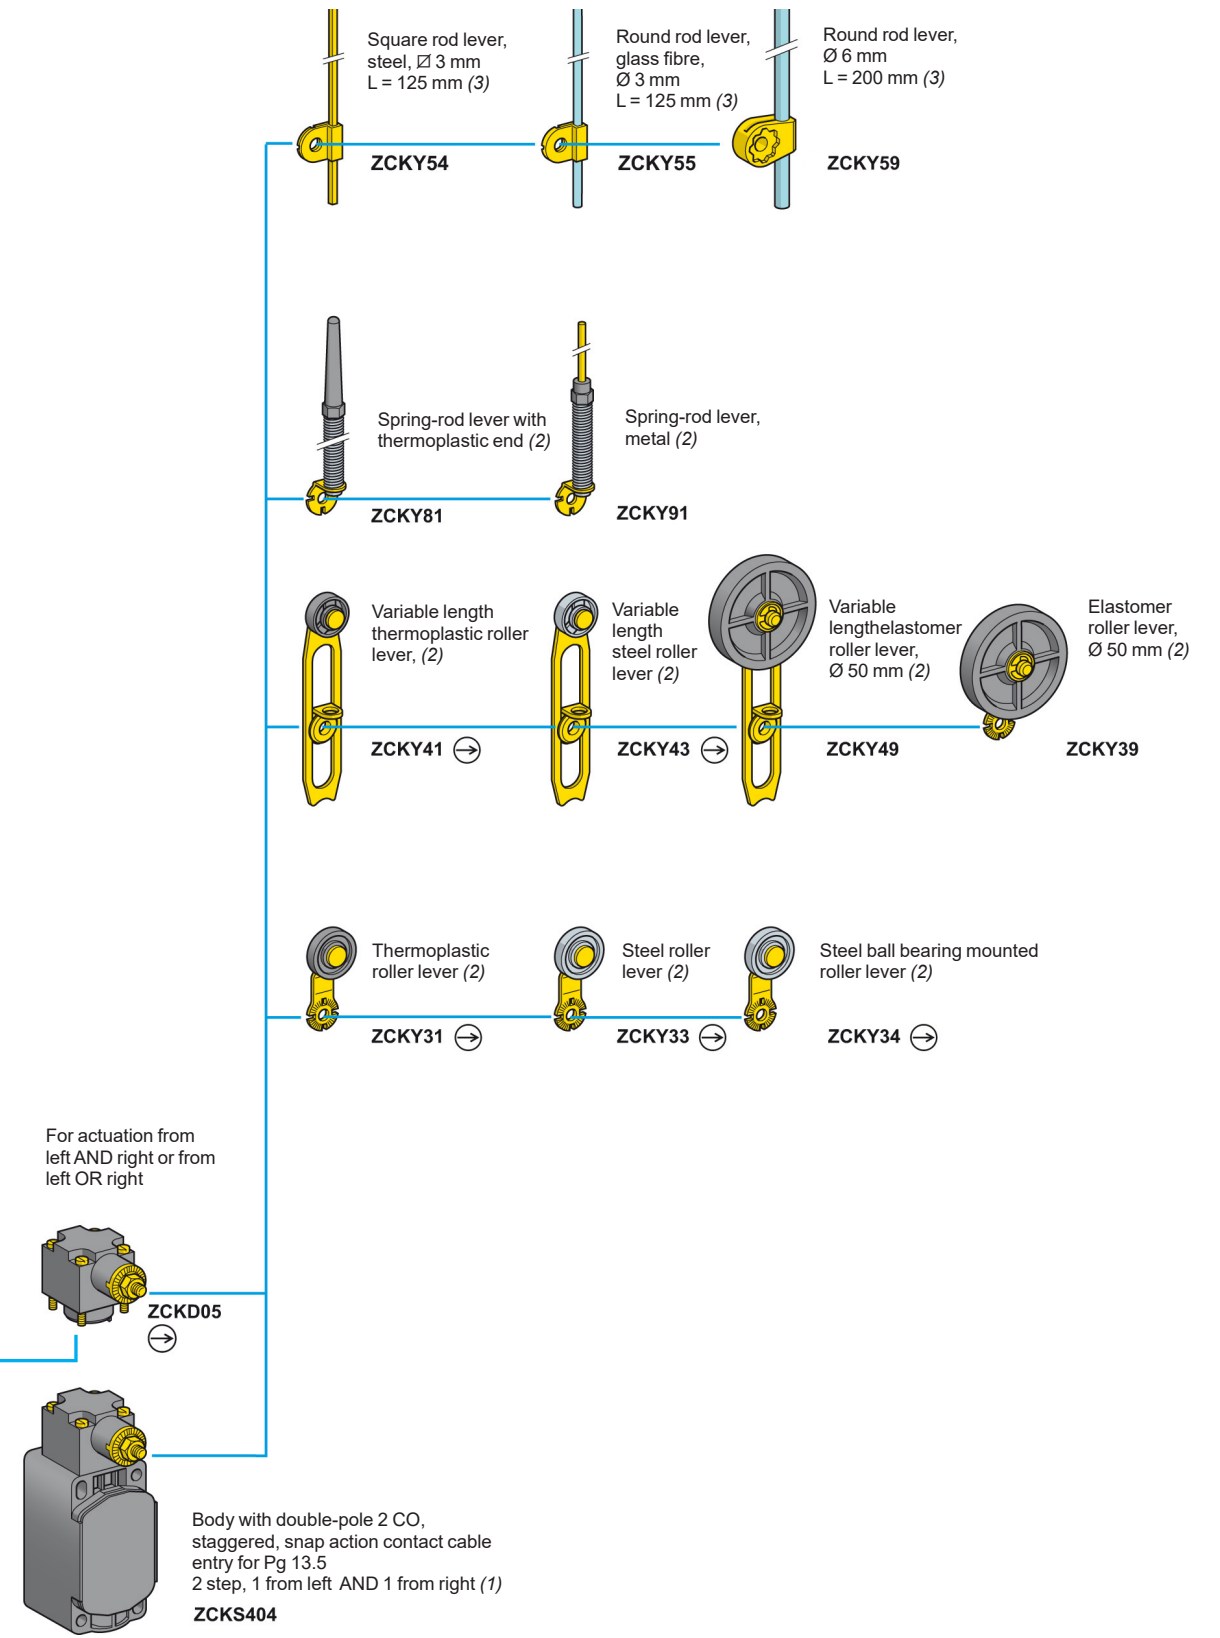 Square rod lever,
steel, ⌀ 3 mm
L = 125 mm (3)
ZCKY54
Round rod lever,
glass fibre,
Ø 3 mm
L = 125 mm (3)
ZCKY55
Round rod lever,
Ø 6 mm
L = 200 mm (3)
ZCKY59
Spring-rod lever with
thermoplastic end (2)
ZCKY81
Spring-rod lever,
metal (2)
ZCKY91
Variable length
thermoplastic roller
lever, (2)
ZCKY41
Variable
length
steel roller
lever (2)
ZCKY43
Variable
lengthelastomer
roller lever,
Ø 50 mm (2)
ZCKY49
Elastomer
roller lever,
Ø 50 mm (2)
ZCKY39
Thermoplastic
roller lever (2)
ZCKY31
Steel roller
lever (2)
ZCKY33
Steel ball bearing mounted
roller lever (2)
ZCKY34
For actuation from
left AND right or from
left OR right
ZCKD05
Body with double-pole 2 CO,
staggered, snap action contact cable
entry for Pg 13.5
2 step, 1 from left AND 1 from right (1)
ZCKS404